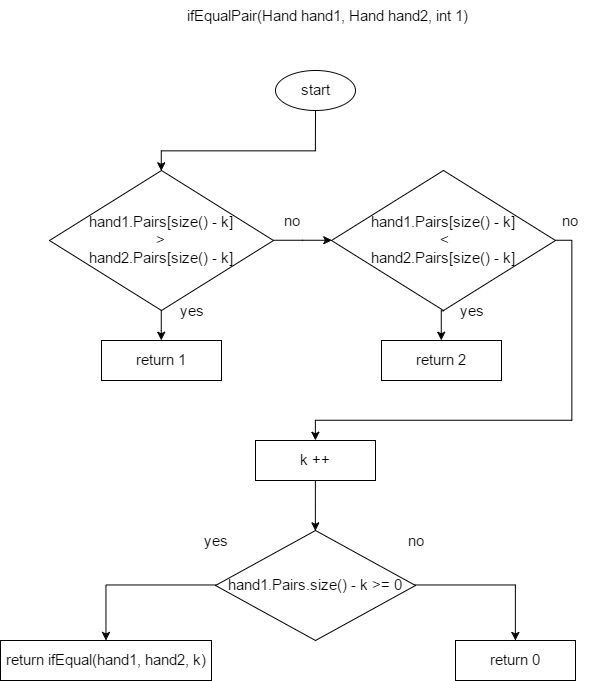 ifEqualPair(Hand hand1, Hand hand2, int 1)
start
hand1.Pairs[size() - k]
>
hand2.Pairs[size() - k]
no
hand1.Pairs[size() - k]
<
hand2.Pairs[size() - k]
no
yes
yes
return 1
return 2
k ++
yes
no
hand1.Pairs.size() - k >= 0
return ifEqual(hand1, hand2, k)
return 0